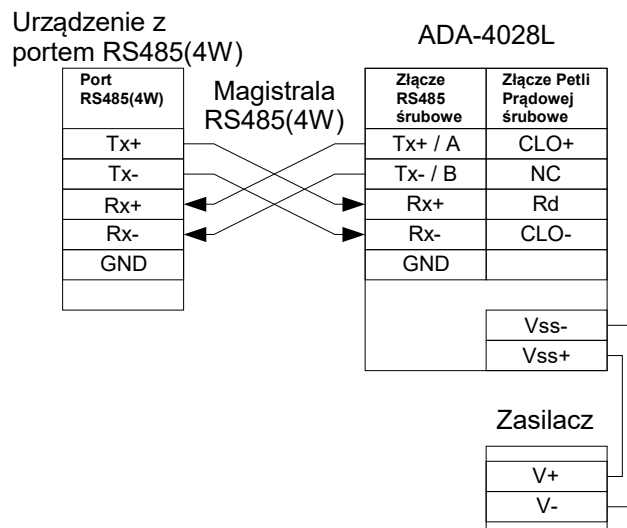 Urządzenie z
portem RS485(4W)
ADA-4028L
Port
RS485(4W)
Magistrala
RS485(4W)
Złącze
RS485
śrubowe
Złącze Petli
Prądowej
śrubowe
Tx+
Tx+ / A
CLO+
Tx-
Tx- / B
NC
Rx+
Rx+
Rd
Rx-
Rx-
CLO-
GND
GND
Vss-
Vss+
Zasilacz
V+
V-